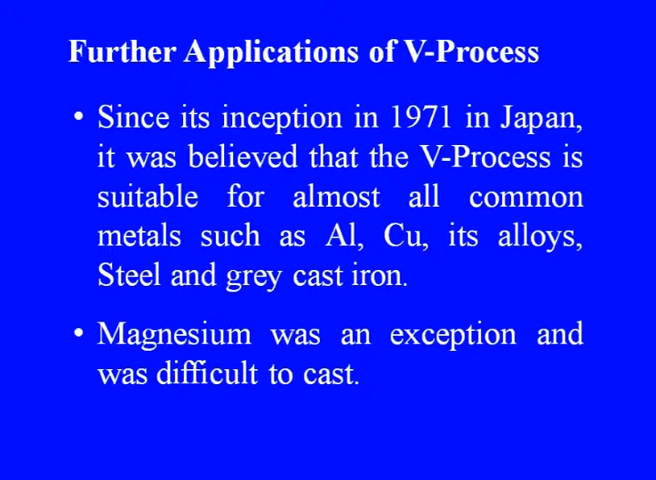 Further Applications of V-Process
• Since its inception in 1971 in Japan,
it was believed that the V-Process is
suitable for almost all common
metals such as Al, Cu, its alloys,
Steel and grey cast iron.
• Magnesium was an exception and
was difficult to cast.